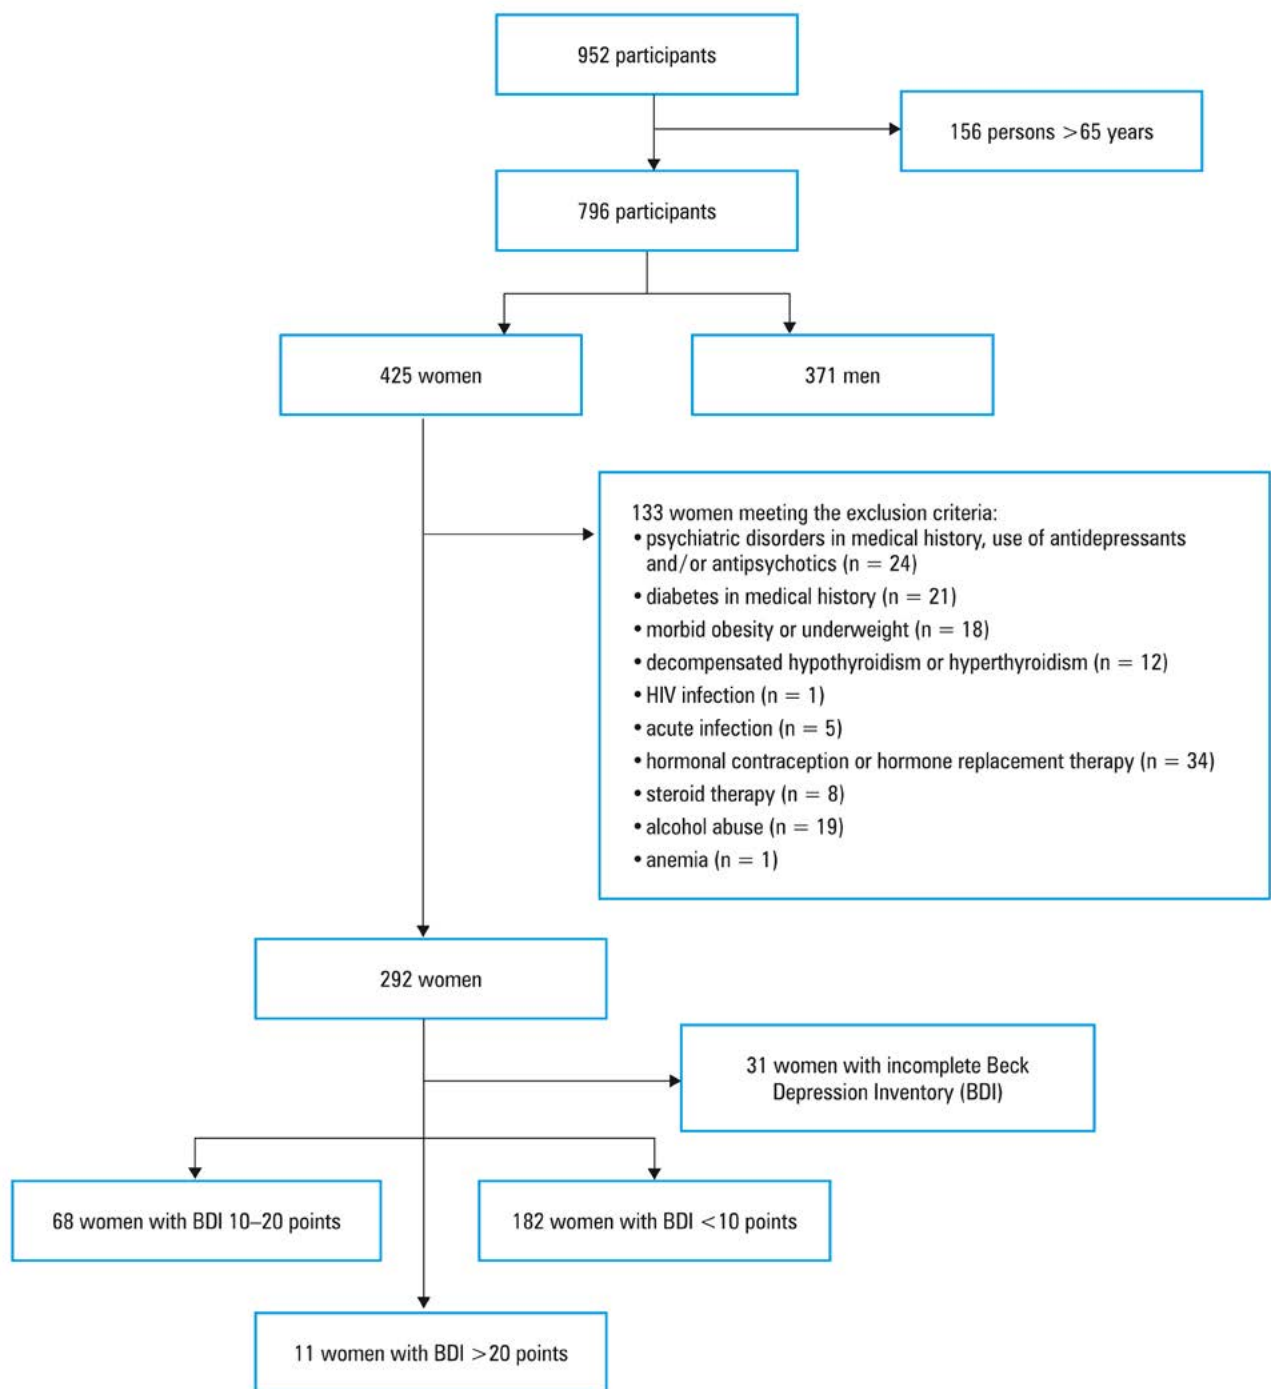 952 participants
156 persons >65 years
796 participants
425 women
371 men
133 women meeting the exclusion criteria:
• psychiatric disorders in medical history, use of antidepressants
and/or antipsychotics (n = 24)
• diabetes in medical history (n = 21)
• morbid obesity or underweight (n = 18)
• decompensated hypothyroidism or hyperthyroidism (n = 12)
• HIV infection (n = 1)
• acute infection (n = 5)
• hormonal contraception or hormone replacement therapy (n = 34)
• steroid therapy (n = 8)
• alcohol abuse (n = 19)
• anemia (n = 1)
292 women
31 women with incomplete Beck
Depression Inventory (BDI)
68 women with BDI 10–20 points
182 women with BDI <10 points
11 women with BDI >20 points